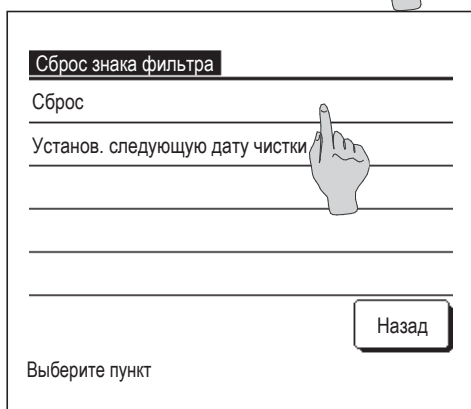 Сброс знака фильтра
Сброс
Установ. следующую дату чистки
Назад
Выберите пункт